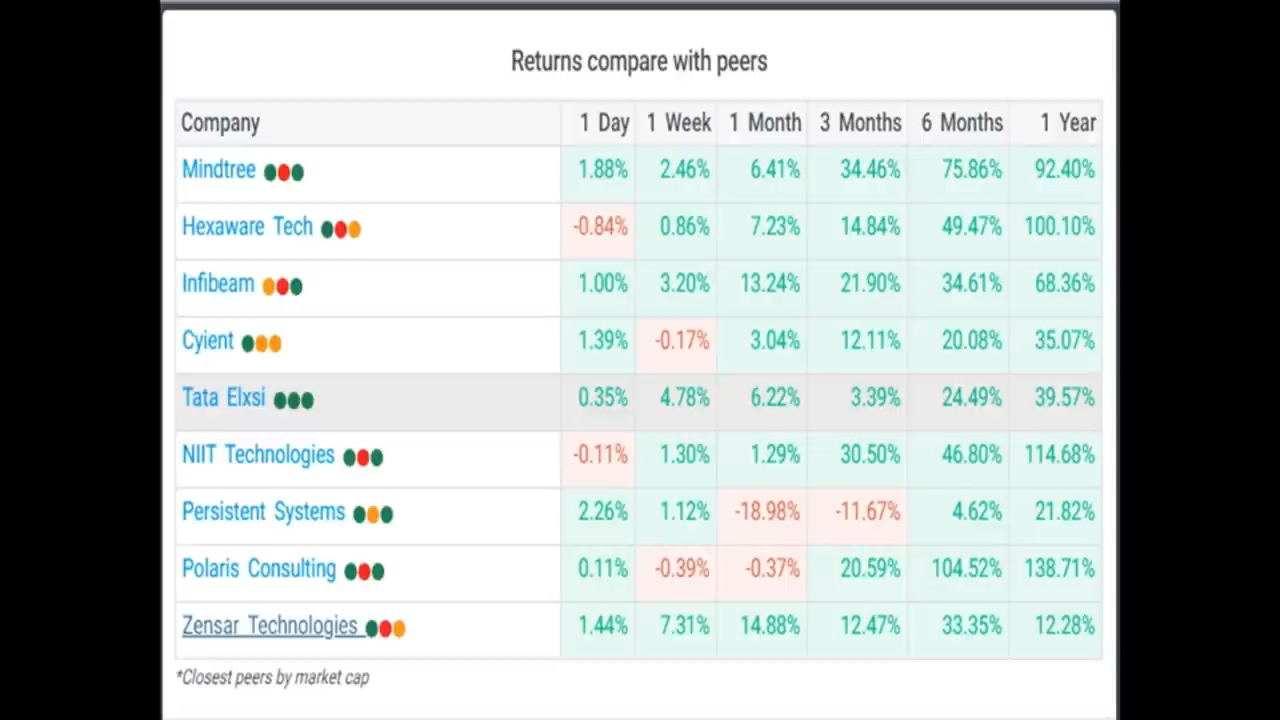 Returns compare with peers
Company 1 Day 1 Week 1 Month 3 Months 6 Months 1 Year
Mindtree 1.88% 2.46% 6.41% 34.46% 75.86% 92.40%
Hexaware Tech -0.84% 0.86% 7.23% 14.84% 49.47% 100.10%
Infibeam 1.00% 3.20% 13.24% 21.90% 34.61% 68.36%
Cyient 1.39% -0.17% 3.04% 12.11% 20.08% 35.07%
Tata Elxsi 0.35% 4.78% 6.22% 3.39% 24.49% 39.57%
NIIT Technologies -0.11% 1.30% 1.29% 30.50% 46.80% 114.68%
Persistent Systems 2.26% 1.12% -18.98% -11.67% 4.62% 21.82%
Polaris Consulting 0.11% -0.39% -0.37% 20.59% 104.52% 138.71%
Zensar Technologies 1.44% 7.31% 14.88% 12.47% 33.35% 12.28%
*Closest peers by market cap